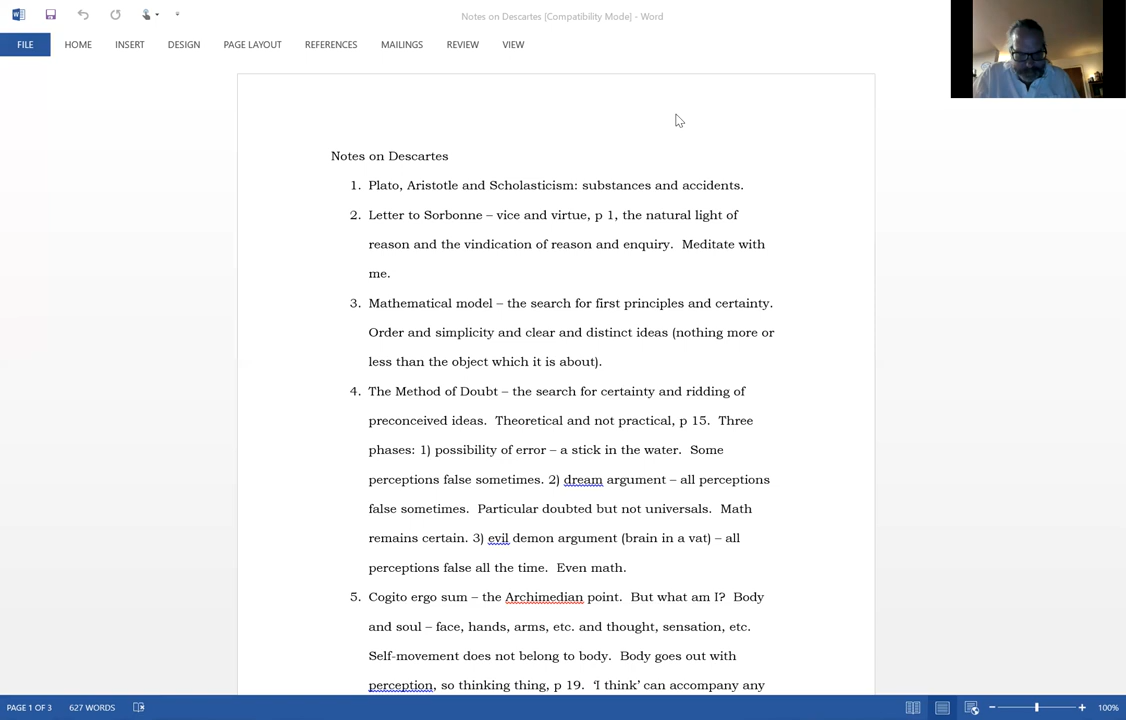 Notes on Descartes [Compatibility Mode] - Word
FILE HOME INSERT DESIGN PAGE LAYOUT REFERENCES MAILINGS REVIEW VIEW
Notes on Descartes
1. Plato, Aristotle and Scholasticism: substances and accidents.
2. Letter to Sorbonne – vice and virtue, p 1, the natural light of
reason and the vindication of reason and enquiry. Meditate with
me.
3. Mathematical model – the search for first principles and certainty.
Order and simplicity and clear and distinct ideas (nothing more or
less than the object which it is about).
4. The Method of Doubt – the search for certainty and ridding of
preconceived ideas. Theoretical and not practical, p 15. Three
phases: 1) possibility of error – a stick in the water. Some
perceptions false sometimes. 2) dream argument – all perceptions
false sometimes. Particular doubted but not universals. Math
remains certain. 3) evil demon argument (brain in a vat) – all
perceptions false all the time. Even math.
5. Cogito ergo sum – the Archimedian point. But what am I? Body
and soul – face, hands, arms, etc. and thought, sensation, etc.
Self-movement does not belong to body. Body goes out with
perception, so thinking thing, p 19. ‘I think’ can accompany any
PAGE 1 OF 3 627 WORDS 100%